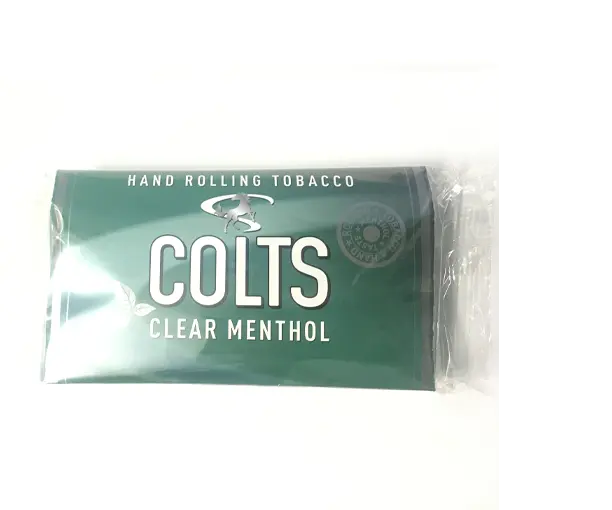 HAND ROLLING TOBACCO
COLTS
CLEAR MENTHOL